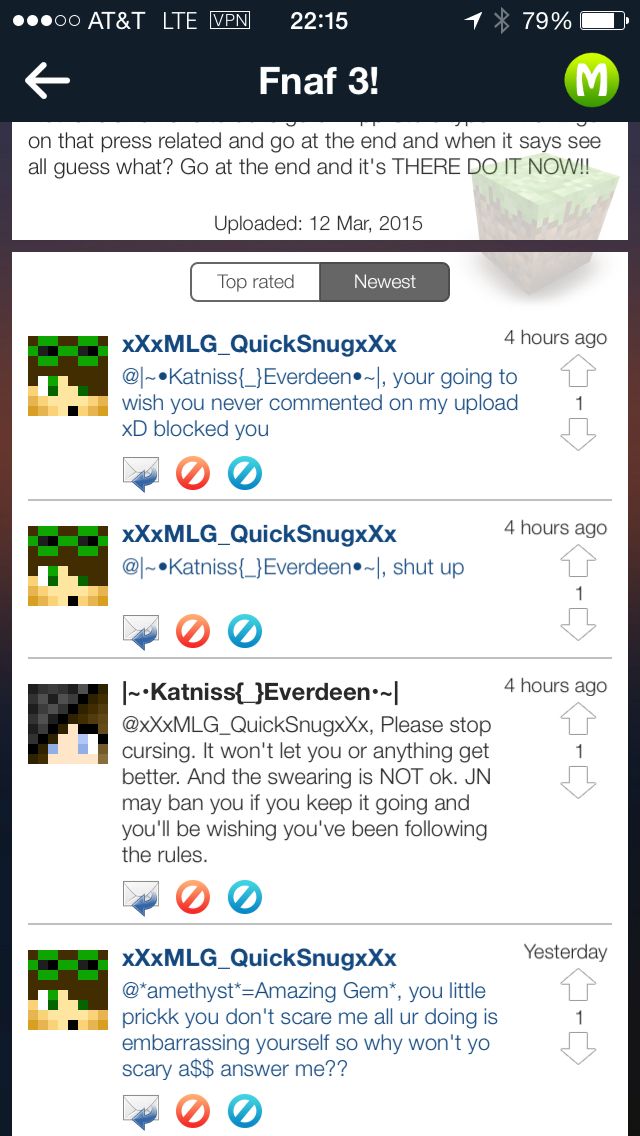 AT&T LTE VPN 22:15 79%
Fnaf 3!
M
on that press related and go at the end and when it says see
all guess what? Go at the end and it's THERE DO IT NOW!!
Uploaded: 12 Mar, 2015
Top rated Newest
xXxMLG_QuickSnugxXx 4 hours ago
@|~•Katniss{_}Everdeen•~|, your going to
wish you never commented on my upload
xD blocked you
1
xXxMLG_QuickSnugxXx 4 hours ago
@|~•Katniss{_}Everdeen•~|, shut up
1
|~•Katniss{_}Everdeen•~| 4 hours ago
@xXxMLG_QuickSnugxXx, Please stop
cursing. It won't let you or anything get
better. And the swearing is NOT ok. JN
may ban you if you keep it going and
you'll be wishing you've been following
the rules.
1
xXxMLG_QuickSnugxXx Yesterday
@*amethyst*=Amazing Gem*, you little
prickk you don't scare me all ur doing is
embarrassing yourself so why won't yo
scary a$$ answer me??
1